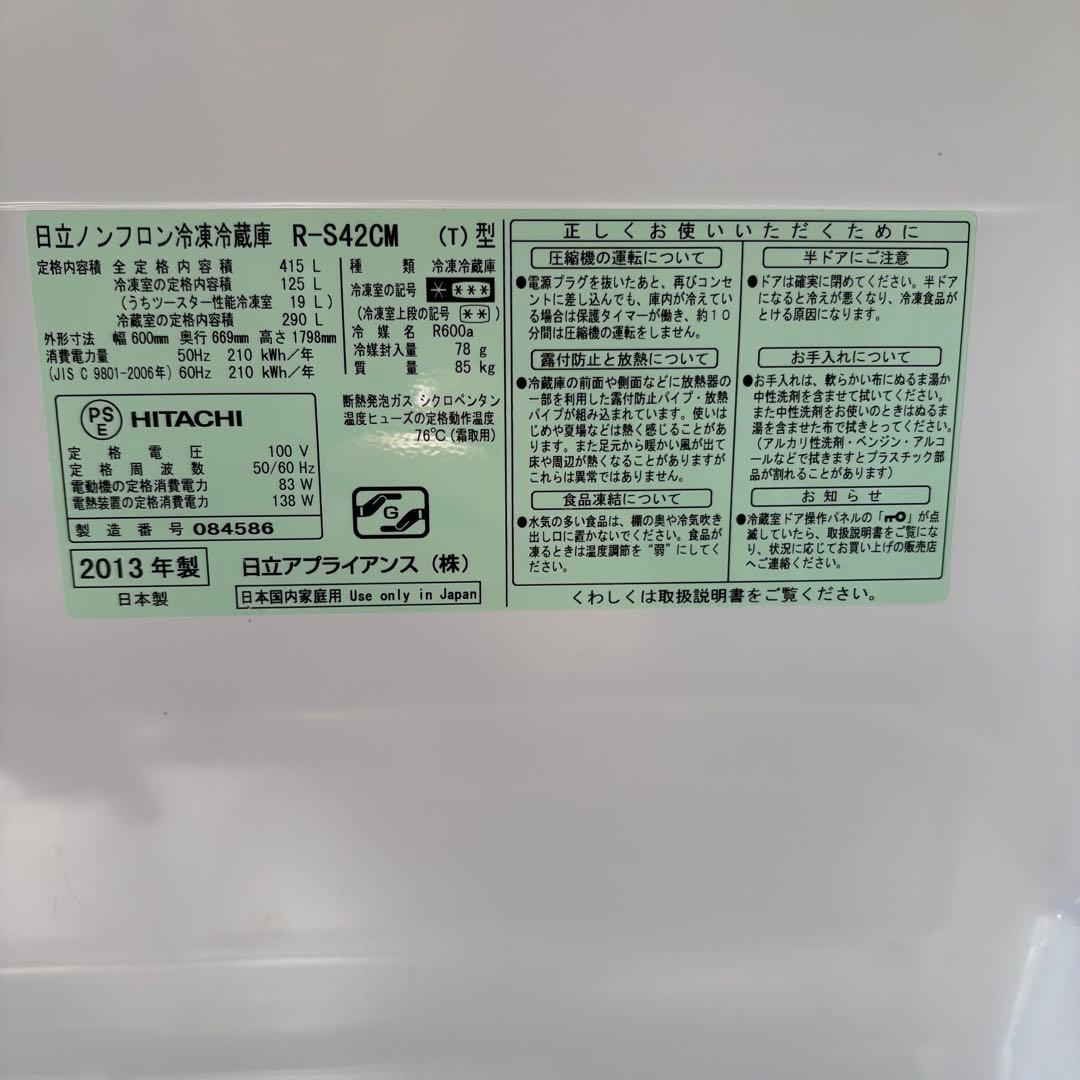 日立ノンフロン冷凍冷蔵庫 R-S42CM (T)型
定格内容積 全定格内容積 415 L
冷凍室の定格内容積 125 L
(うちツースター性能冷凍室 19 L)
冷蔵室の定格内容積 290 L
外形寸法 幅 600mm 奥行 669mm 高さ 1798mm
消費電力量 50Hz 210 kWh/年
(JIS C 9801-2006年) 60Hz 210 kWh/年
種類 冷凍冷蔵庫
冷凍室の記号 * ***
(冷凍室上段の記号 **)
冷媒名 R600a
冷媒封入量 78 g
質量 85 kg
断熱発泡ガス シクロペンタン
温度ヒューズの定格動作温度
76℃(霜取用)
PS
E
HITACHI
定格電圧 100 V
定格周波数 50/60 Hz
電動機の定格消費電力 83 W
電熱装置の定格消費電力 138 W
製造番号 084586
G
2013年製
日本製
日立アプライアンス(株)
日本国内家庭用 Use only in Japan
正しくお使いいただくために
圧縮機の運転について
●電源プラグを抜いたあと、再びコンセ
ントに差し込んでも、庫内が冷えてい
る場合は保護タイマーが働き、約10
分間は圧縮機の運転をしません。
露付防止と放熱について
●冷蔵庫の前面や側面などに放熱器の
一部を利用した露付防止パイプ・放熱
パイプが組み込まれています。使いは
じめや夏場などは熱く感じることがあ
ります。また足元から暖かい風が出て
床や周辺が熱くなることがありますが
これらは異常ではありません。
食品凍結について
●水気の多い食品は、棚の奥や冷気吹き
出し口に置かないでください。食品が
凍るときは温度調節を“弱”にしてく
ださい。
半ドアにご注意
●ドアは確実に閉めてください。半ドア
になると冷えが悪くなり、冷凍食品が
とける原因になります。
お手入れについて
●お手入れは、軟らかい布にぬるま湯か
中性洗剤を含ませて拭いてください。
また中性洗剤をお使いのときはぬるま
湯を含ませた布で拭きとってください。
(アルカリ性洗剤・ベンジン・アルコ
ールなどで拭きますとプラスチック部
品が割れることがあります)
お知らせ
●冷蔵室ドア操作パネルの「」が点
滅していたら、取扱説明書をご覧にな
り、状況に応じてお買い上げの販売店
へご連絡ください。
くわしくは取扱説明書をご覧ください。